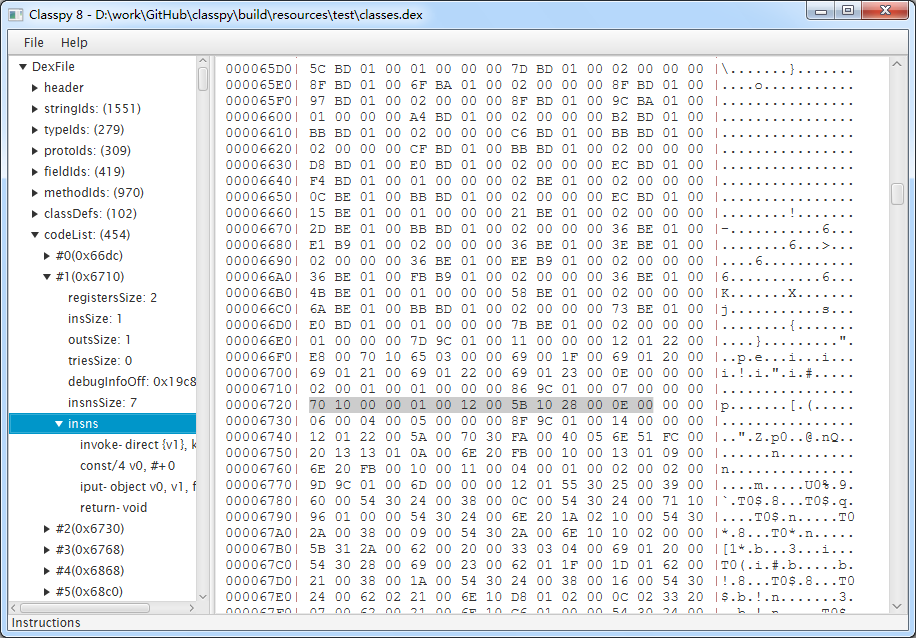 Classpy 8 - D:\work\GitHub\classpy\build\resources\test\classes.dex
File Help
DexFile
header
stringIds: (1551)
typeIds: (279)
protoIds: (309)
fieldIds: (419)
methodIds: (970)
classDefs: (102)
codeList: (454)
#0(0x66dc)
#1(0x6710)
registersSize: 2
insSize: 1
outsSize: 1
triesSize: 0
debugInfoOff: 0x19c8
insnsSize: 7
insns
invoke-direct {v1}, k
const/4 v0, #+0
iput-object v0, v1, f
return-void
#2(0x6730)
#3(0x6768)
#4(0x6868)
#5(0x68c0)
000065D0| 5C BD 01 00 01 00 00 00 7D BD 01 00 02 00 00 00 |\.......}.......
000065E0| 8F BD 01 00 6F BA 01 00 02 00 00 00 8F BD 01 00 |....o...........
000065F0| 97 BD 01 00 02 00 00 00 8F BD 01 00 9C BA 01 00 |................
00006600| 01 00 00 00 A4 BD 01 00 02 00 00 00 B2 BD 01 00 |................
00006610| BB BD 01 00 02 00 00 00 C6 BD 01 00 BB BD 01 00 |................
00006620| 02 00 00 00 CF BD 01 00 BB BD 01 00 02 00 00 00 |................
00006630| D8 BD 01 00 E0 BD 01 00 02 00 00 00 EC BD 01 00 |................
00006640| F4 BD 01 00 01 00 00 00 02 BE 01 00 02 00 00 00 |................
00006650| 0C BE 01 00 BB BD 01 00 02 00 00 00 EC BD 01 00 |................
00006660| 15 BE 01 00 01 00 00 00 21 BE 01 00 02 00 00 00 |........!.......
00006670| 2D BE 01 00 BB BD 01 00 02 00 00 00 36 BE 01 00 |-...........6...
00006680| E1 B9 01 00 02 00 00 00 36 BE 01 00 3E BE 01 00 |........6...>...
00006690| 02 00 00 00 36 BE 01 00 EE B9 01 00 02 00 00 00 |....6...........
000066A0| 36 BE 01 00 FB B9 01 00 02 00 00 00 36 BE 01 00 |6...........6...
000066B0| 4B BE 01 00 01 00 00 00 58 BE 01 00 02 00 00 00 |K.......X.......
000066C0| 6A BE 01 00 BB BD 01 00 02 00 00 00 73 BE 01 00 |j...........s...
000066D0| E0 BD 01 00 01 00 00 00 7B BE 01 00 02 00 00 00 |........{.......
000066E0| 01 00 00 00 7D 9C 01 00 11 00 00 00 12 01 22 00 |....}.........".
000066F0| E8 00 70 10 65 03 00 00 69 00 1F 00 69 01 20 00 |..p.e...i...i. .
00006700| 69 01 21 00 69 01 22 00 69 01 23 00 0E 00 00 00 |i.!.i.".i.#.....
00006710| 02 00 01 00 01 00 00 00 86 9C 01 00 07 00 00 00 |................
00006720| 70 10 00 00 01 00 12 00 5B 10 28 00 0E 00 00 00 |p.......[.(.....
00006730| 06 00 04 00 05 00 00 00 8F 9C 01 00 14 00 00 00 |................
00006740| 12 01 22 00 5A 00 70 30 FA 00 40 05 6E 51 FC 00 |..".Z.p0..@.nQ..
00006750| 20 13 13 01 0A 00 6E 20 FB 00 10 00 13 01 09 00 | .....n ........
00006760| 6E 20 FB 00 10 00 11 00 04 00 01 00 02 00 02 00 |n ..............
00006770| 9D 9C 01 00 6D 00 00 00 12 01 55 30 25 00 39 00 |....m.....U0%.9.
00006780| 60 00 54 30 24 00 38 00 0C 00 54 30 24 00 71 10 |`.T0$.8...T0$.q.
00006790| 96 01 00 00 54 30 24 00 6E 20 1A 02 10 00 54 30 |....T0$.n ....T0
000067A0| 2A 00 38 00 09 00 54 30 2A 00 6E 10 10 02 00 00 |*.8...T0*.n.....
000067B0| 5B 31 2A 00 62 00 20 00 33 03 04 00 69 01 20 00 |[1*.b. .3...i. .
000067C0| 54 30 28 00 69 00 23 00 62 01 1F 00 1D 01 62 00 |T0(.i.#.b.....b.
000067D0| 21 00 38 00 1A 00 54 30 24 00 38 00 16 00 54 30 |!.8...T0$.8...T0
000067E0| 24 00 62 02 21 00 6E 10 D8 01 02 00 0C 02 33 20 |$.b.!.n.......3 
Instructions